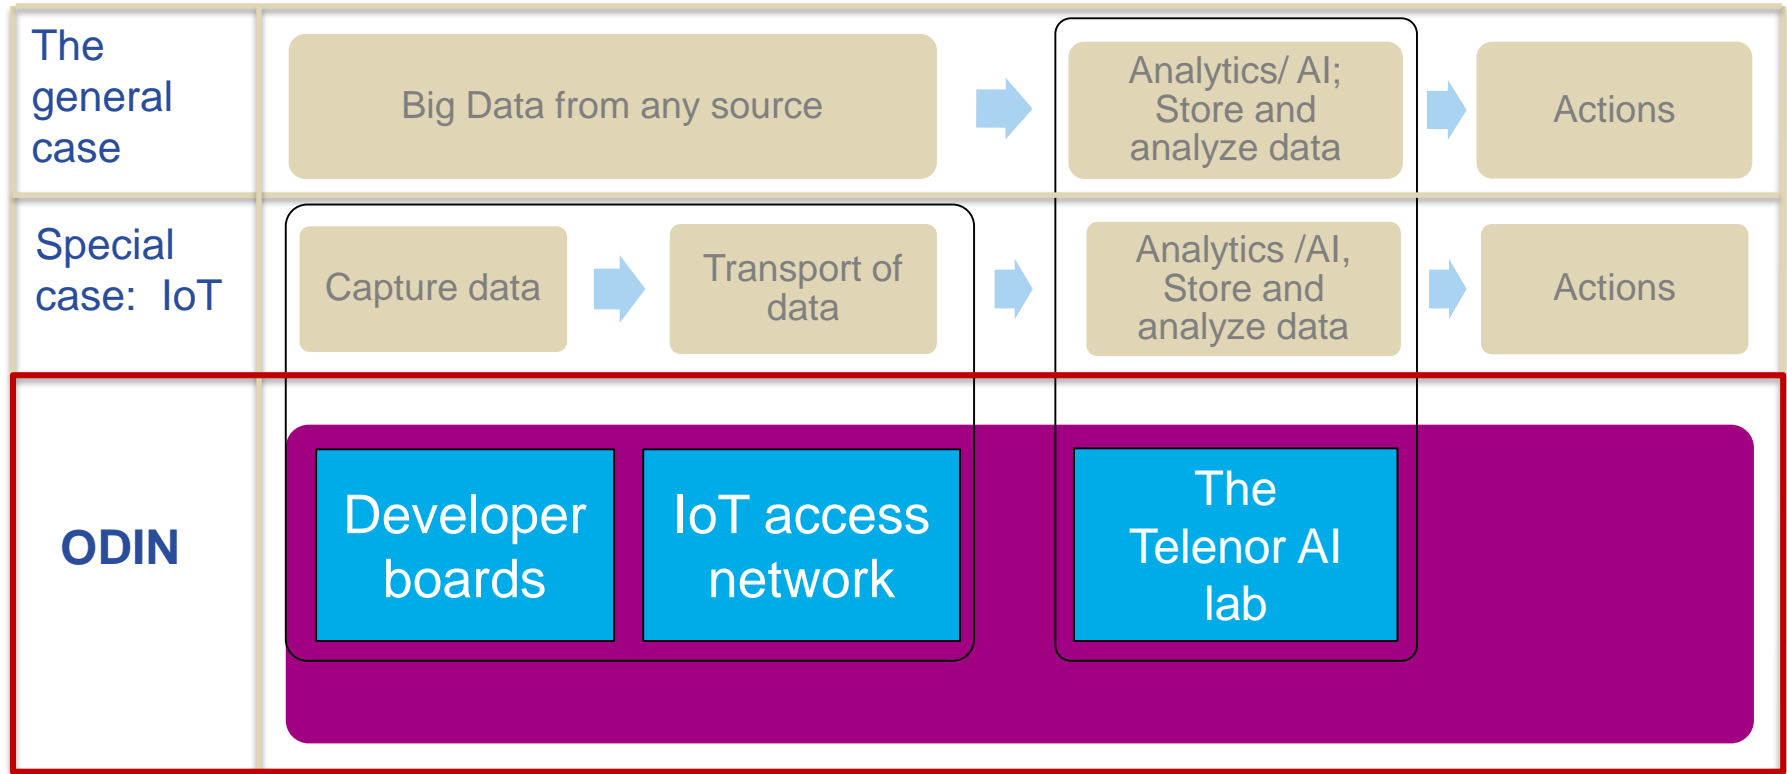 The
general
case
Big Data from any source
Analytics/ AI;
Store and
analyze data
Actions
Special
case: IoT
Capture data
Transport of
data
Analytics /AI,
Store and
analyze data
Actions
ODIN
Developer
boards
IoT access
network
The
Telenor AI
lab